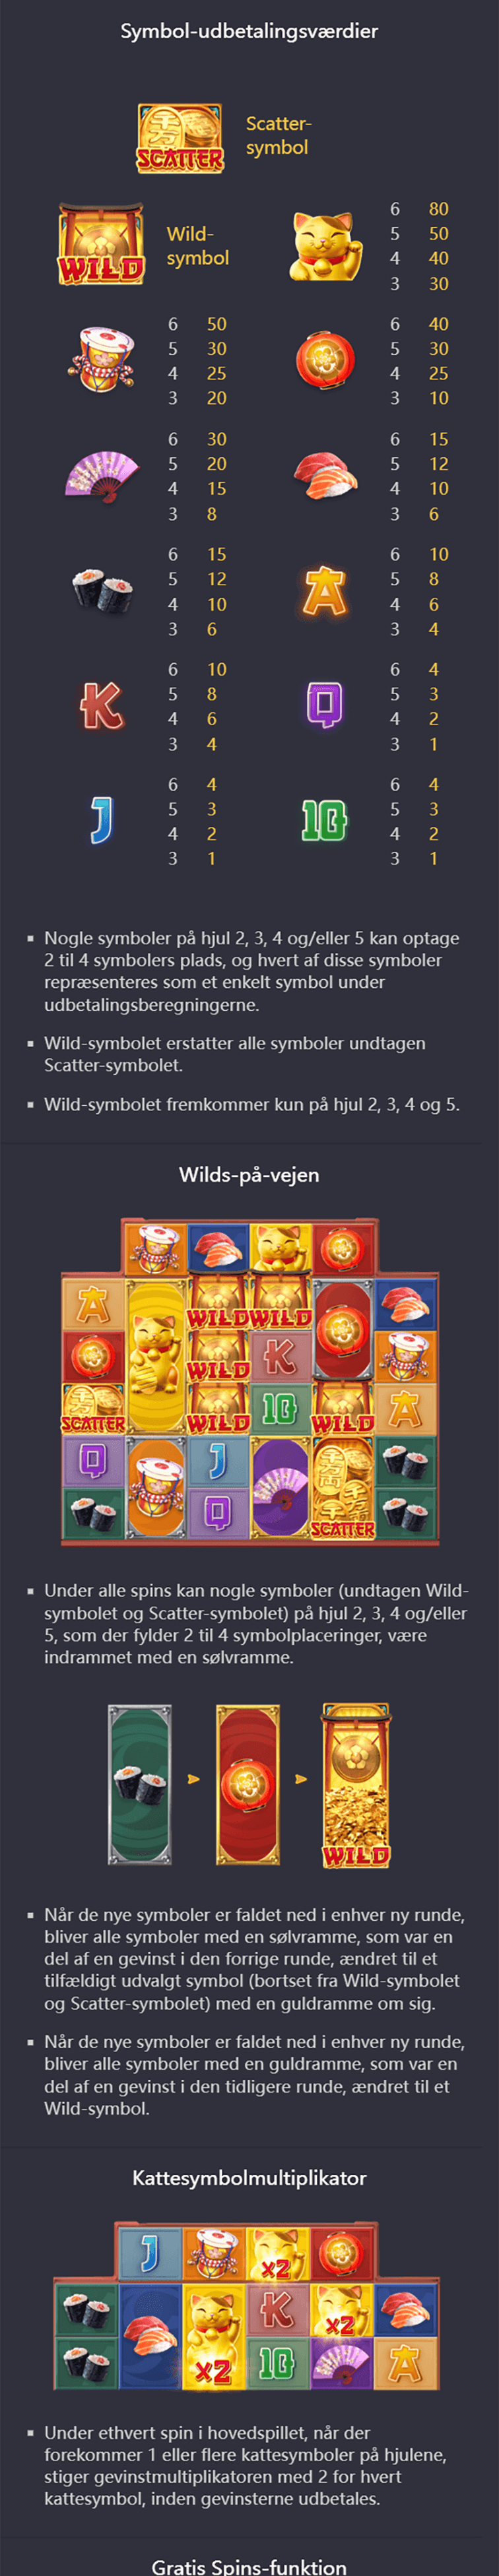 Symbol-udbetalingsværdier
SCATTER
Scatter-
symbol
WILD
Wild-
symbol
6 80
5 50
4 40
3 30
6 50
5 30
4 25
3 20
6 40
5 30
4 25
3 10
6 30
5 20
4 15
3 8
6 15
5 12
4 10
3 6
6 15
5 12
4 10
3 6
A
6 10
5 8
4 6
3 4
K
6 10
5 8
4 6
3 4
Q
6 4
5 3
4 2
3 1
J
6 4
5 3
4 2
3 1
10
6 4
5 3
4 2
3 1
Nogle symboler på hjul 2, 3, 4 og/eller 5 kan optage
2 til 4 symbolers plads, og hvert af disse symboler
repræsenteres som et enkelt symbol under
udbetalingsberegningerne.
Wild-symbolet erstatter alle symboler undtagen
Scatter-symbolet.
Wild-symbolet fremkommer kun på hjul 2, 3, 4 og 5.
Wilds-på-vejen
A WILD WILD
WILD K
SCATTER WILD 10 WILD A
Q J
Q SCATTER
Under alle spins kan nogle symboler (undtagen Wild-
symbolet og Scatter-symbolet) på hjul 2, 3, 4 og/eller
5, som der fylder 2 til 4 symbolplaceringer, være
indrammet med en sølvramme.
WILD
Når de nye symboler er faldet ned i enhver ny runde,
bliver alle symboler med en sølvramme, som var en
del af en gevinst i den forrige runde, ændret til et
tilfældigt udvalgt symbol (bortset fra Wild-symbolet
og Scatter-symbolet) med en guldramme om sig.
Når de nye symboler er faldet ned i enhver ny runde,
bliver alle symboler med en guldramme, som var en
del af en gevinst i den tidligere runde, ændret til et
Wild-symbol.
Kattesymbolmultiplikator
J x2
K x2
x2 10 A
Under ethvert spin i hovedspillet, når der
forekommer 1 eller flere kattesymboler på hjulene,
stiger gevinstmultiplikatoren med 2 for hvert
kattesymbol, inden gevinsterne udbetales.
Gratis Spins-funktion